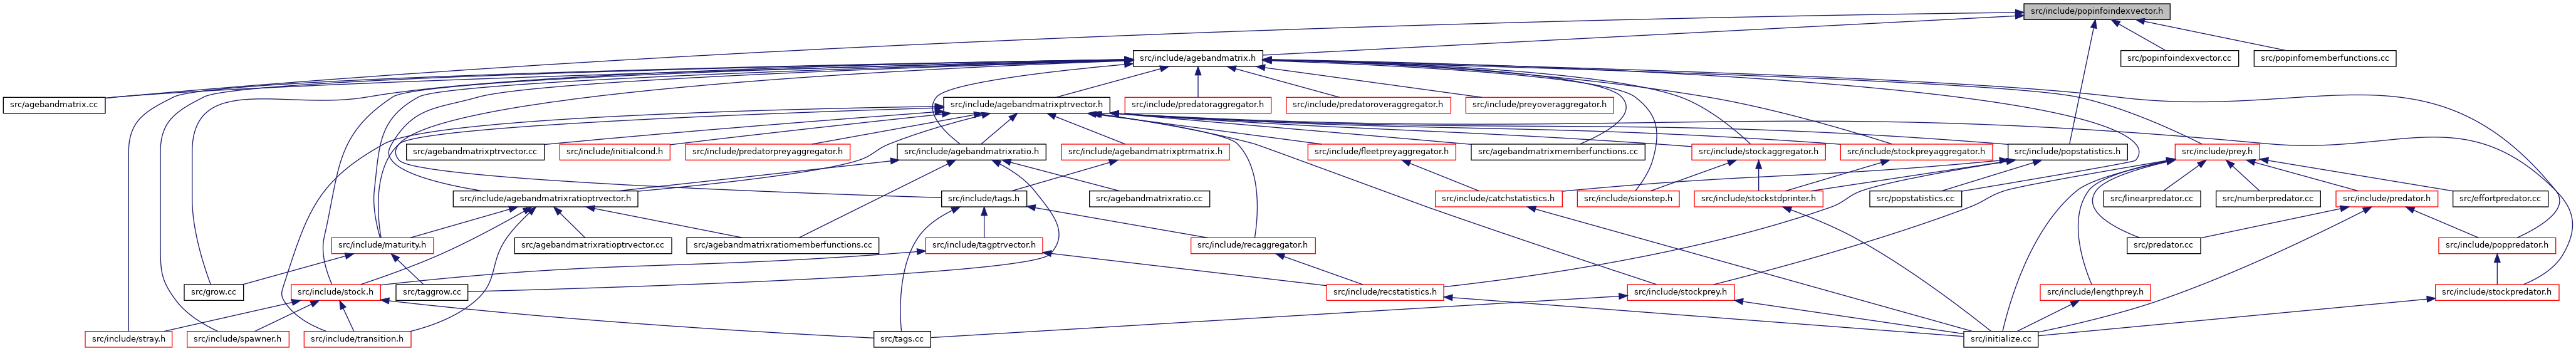 src/include/popinfoindexvector.h
src/include/agebandmatrix.h
src/popinfoindexvector.cc
src/popinfomemberfunctions.cc
src/agebandmatrix.cc
src/include/agebandmatrixptrvector.h
src/include/predatoraggregator.h
src/include/predatoroveraggregator.h
src/include/preyoveraggregator.h
src/agebandmatrixptrvector.cc
src/include/initialcond.h
src/include/predatorpreyaggregator.h
src/include/agebandmatrixratio.h
src/include/agebandmatrixptrmatrix.h
src/include/fleetpreyaggregator.h
src/agebandmatrixmemberfunctions.cc
src/include/stockaggregator.h
src/include/stockpreyaggregator.h
src/include/popstatistics.h
src/include/prey.h
src/include/agebandmatrixratioptrvector.h
src/include/tags.h
src/agebandmatrixratio.cc
src/include/catchstatistics.h
src/include/sionstep.h
src/include/stockstdprinter.h
src/popstatistics.cc
src/linearpredator.cc
src/numberpredator.cc
src/include/predator.h
src/effortpredator.cc
src/include/maturity.h
src/agebandmatrixratioptrvector.cc
src/agebandmatrixratiomemberfunctions.cc
src/include/tagptrvector.h
src/include/recaggregator.h
src/predator.cc
src/include/poppredator.h
src/grow.cc
src/include/stock.h
src/taggrow.cc
src/include/recstatistics.h
src/include/stockprey.h
src/include/lengthprey.h
src/include/stockpredator.h
src/include/stray.h
src/include/spawner.h
src/include/transition.h
src/tags.cc
src/initialize.cc